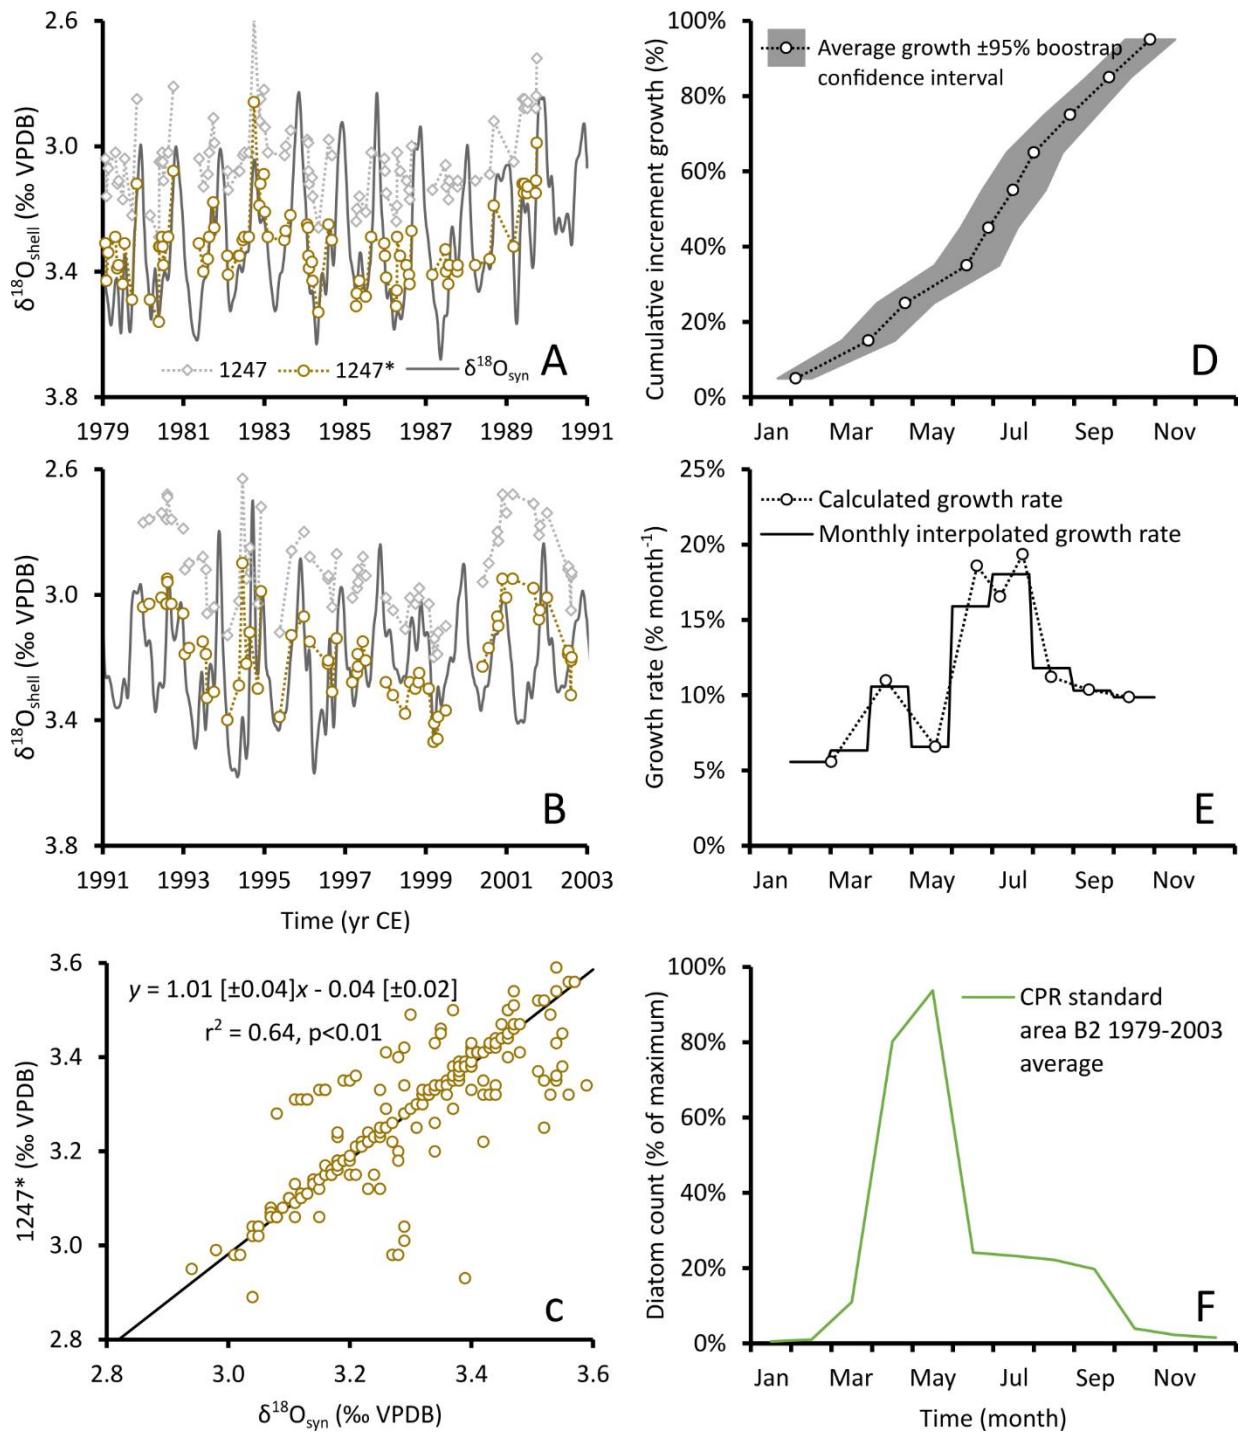 2.6
3.0
3.4
3.8
δ18Oshell (‰ VPDB)
1247
1247*
δ18Osyn
A
1979 1981 1983 1985 1987 1989 1991
100%
80%
60%
40%
20%
0%
Cumulative increment growth (%)
Average growth ±95% boostrap
confidence interval
D
Jan Mar May Jul Sep Nov
2.6
3.0
3.4
3.8
δ18Oshell (‰ VPDB)
B
1991 1993 1995 1997 1999 2001 2003
Time (yr CE)
25%
20%
15%
10%
5%
0%
Growth rate (% month-1)
Calculated growth rate
Monthly interpolated growth rate
E
Jan Mar May Jul Sep Nov
3.6
3.4
3.2
3.0
2.8
1247* (‰ VPDB)
y = 1.01 [±0.04]x - 0.04 [±0.02]
r2 = 0.64, p<0.01
c
2.8 3.0 3.2 3.4 3.6
δ18Osyn (‰ VPDB)
100%
80%
60%
40%
20%
0%
Diatom count (% of maximum)
CPR standard
area B2 1979-2003
average
F
Jan Mar May Jul Sep Nov
Time (month)